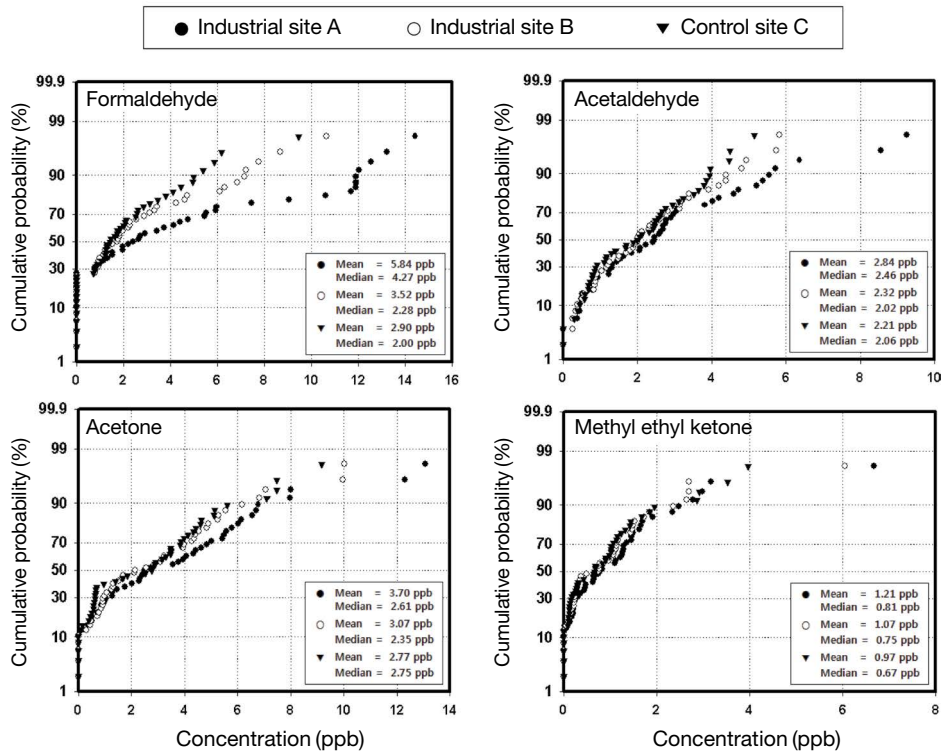 ● Industrial site A ○ Industrial site B ▼ Control site C
Formaldehyde
Cumulative probability (%)
99.9
99
90
70
50
30
10
1
0 2 4 6 8 10 12 14 16
● Mean = 5.84 ppb
Median = 4.27 ppb
○ Mean = 3.52 ppb
Median = 2.28 ppb
▼ Mean = 2.90 ppb
Median = 2.00 ppb
Acetaldehyde
Cumulative probability (%)
99.9
99
90
70
50
30
10
1
0 2 4 6 8 10
● Mean = 2.84 ppb
Median = 2.46 ppb
○ Mean = 2.32 ppb
Median = 2.02 ppb
▼ Mean = 2.21 ppb
Median = 2.06 ppb
Acetone
Cumulative probability (%)
99.9
99
90
70
50
30
10
1
0 2 4 6 8 10 12 14
Concentration (ppb)
● Mean = 3.70 ppb
Median = 2.61 ppb
○ Mean = 3.07 ppb
Median = 2.35 ppb
▼ Mean = 2.77 ppb
Median = 2.75 ppb
Methyl ethyl ketone
Cumulative probability (%)
99.9
99
90
70
50
30
10
1
0 2 4 6 8
Concentration (ppb)
● Mean = 1.21 ppb
Median = 0.81 ppb
○ Mean = 1.07 ppb
Median = 0.75 ppb
▼ Mean = 0.97 ppb
Median = 0.67 ppb